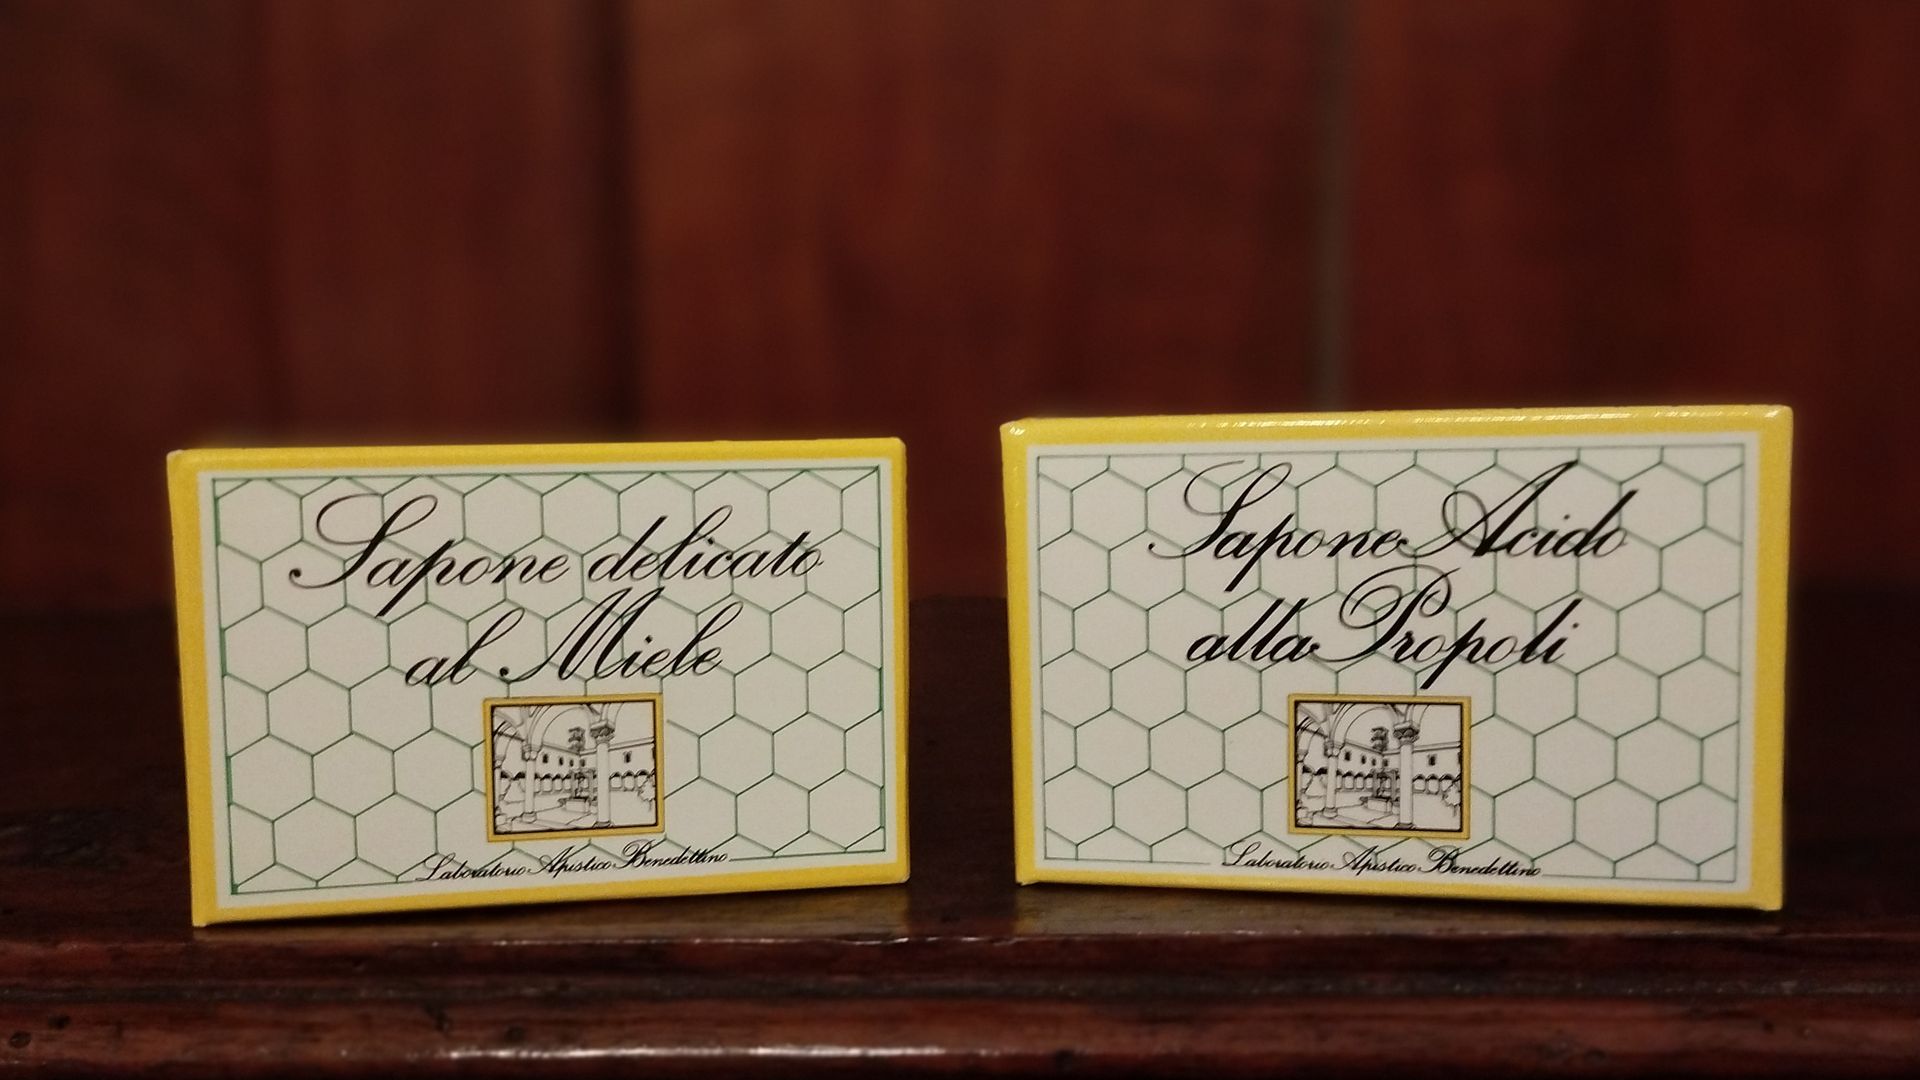 Sapone delicato
al Miele
Laboratorio Apistico Benedettino
Sapone Acido
alla Propoli
Laboratorio Apistico Benedettino